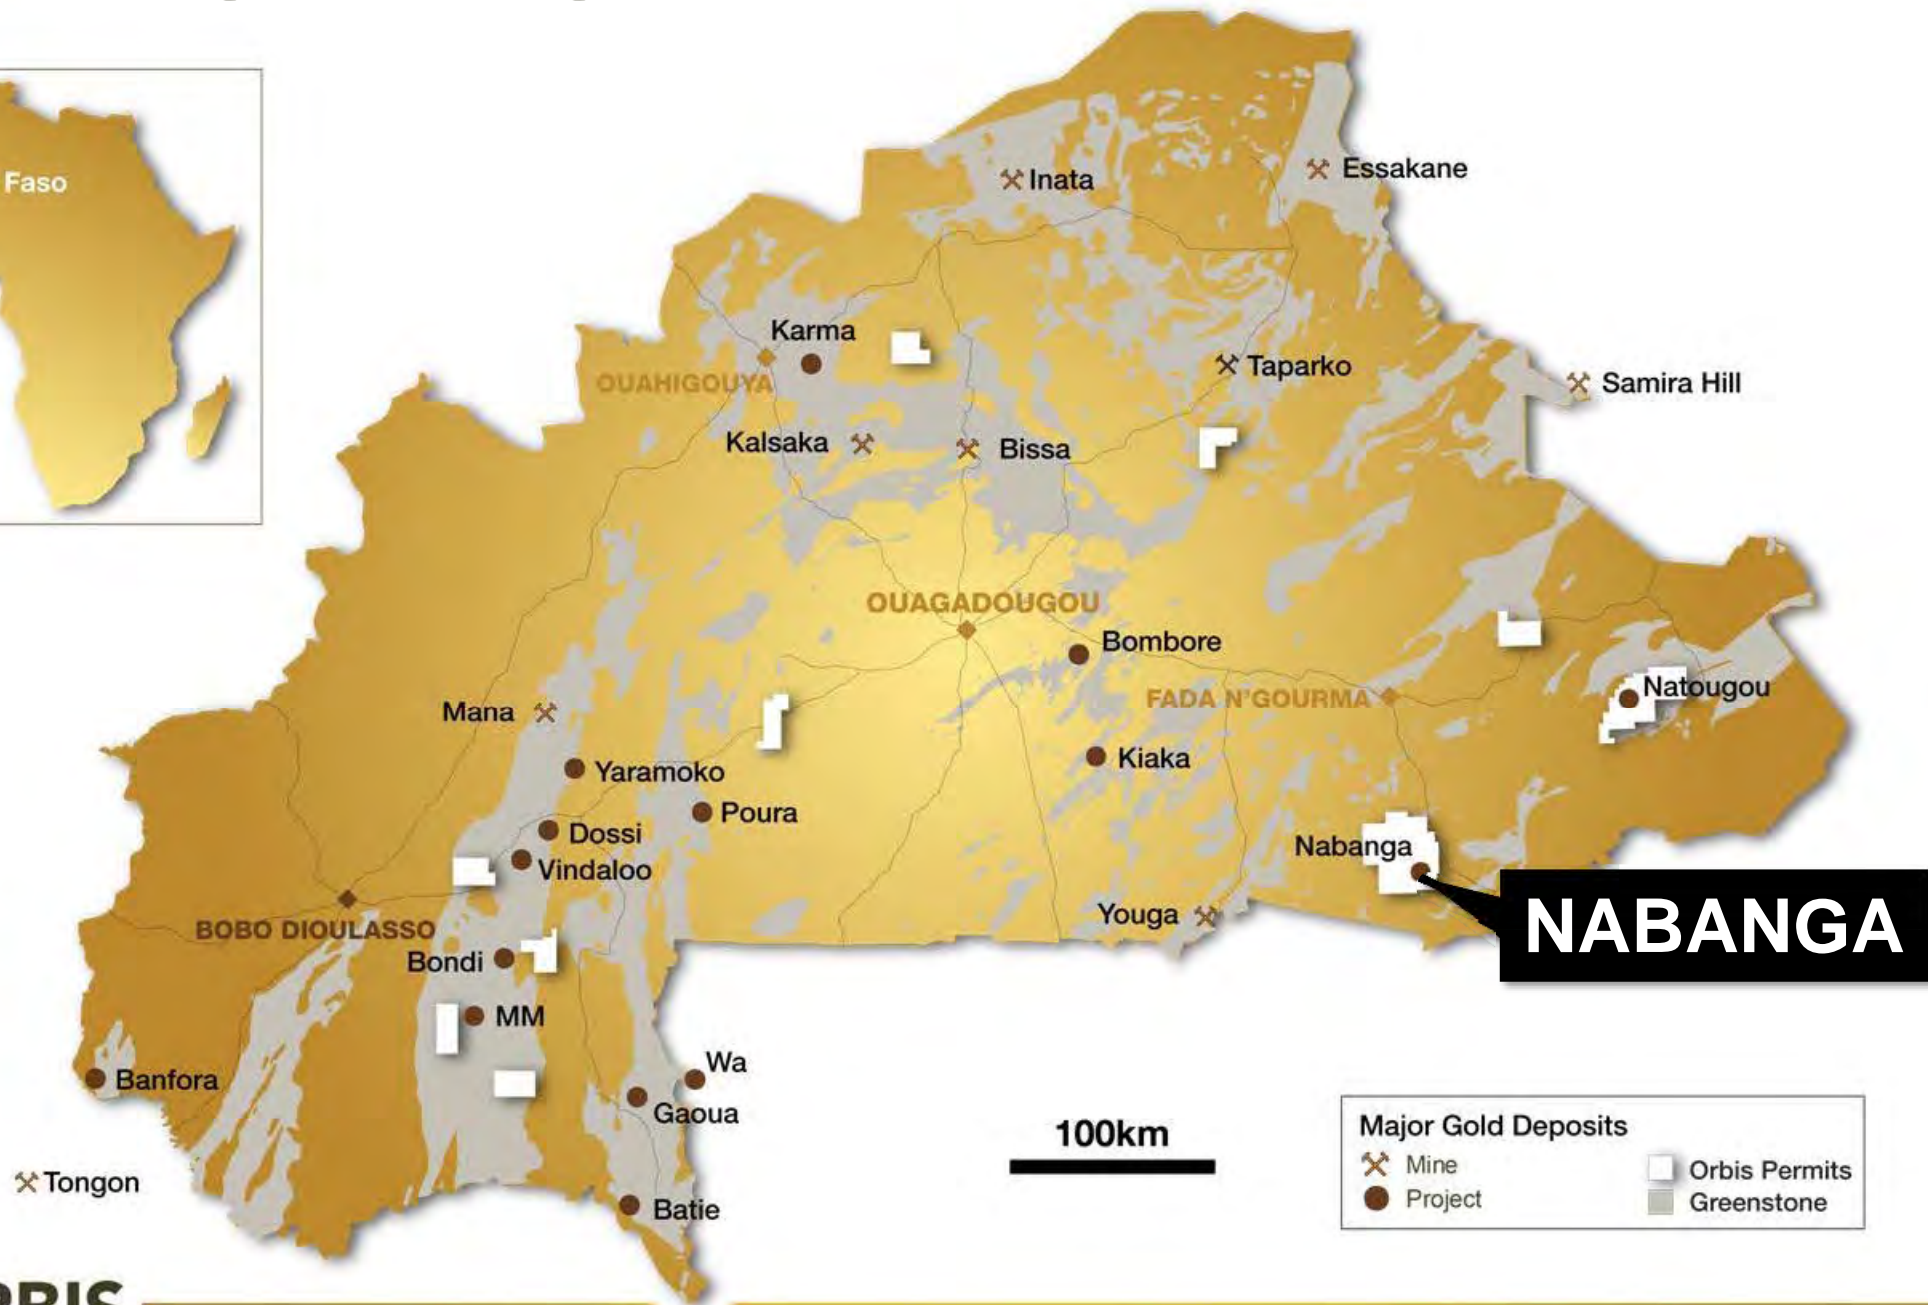 Faso
Inata
Essakane
Karma
OUAHIGOUYA
Taparko
Samira Hill
Kalsaka
Bissa
OUAGADOUGOU
Bombore
FADA N'GOURMA
Natougou
Mana
Yaramoko
Kiaka
Poura
Dossi
Vindaloo
Nabanga
NABANGA
Youga
BOBO DIOULASSO
Bondi
MM
Wa
Banfora
Gaoua
100km
Major Gold Deposits
Mine
Project
Orbis Permits
Greenstone
Tongon
Batie